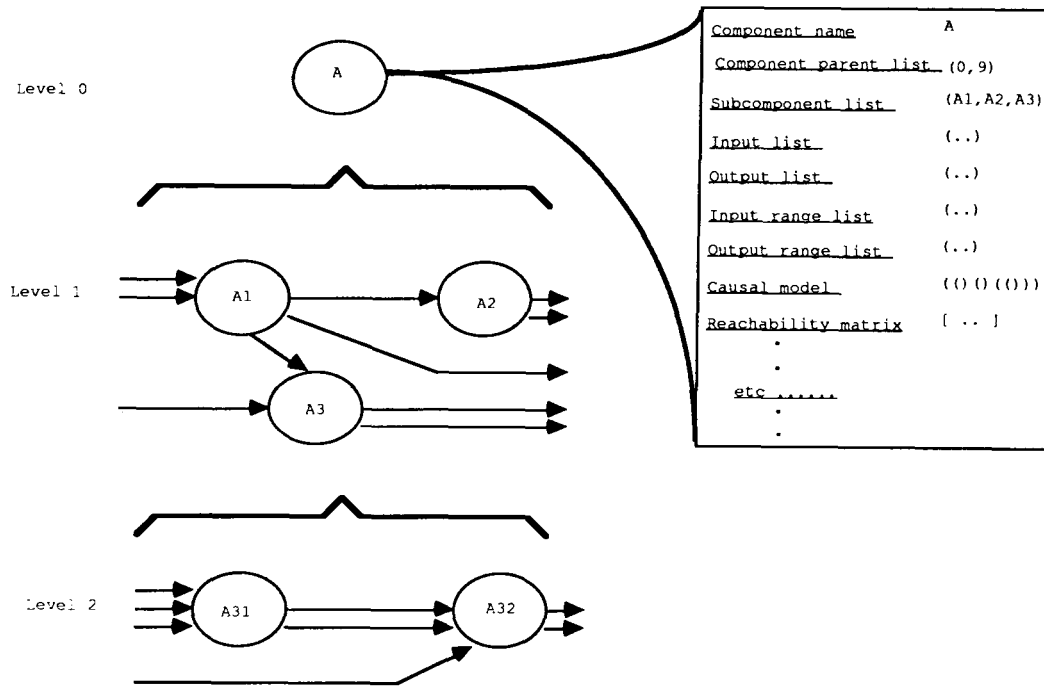 Component name A
Component parent list (0,9)
Subcomponent list (A1,A2,A3)
Input list (..)
Output list (..)
Input range list (..)
Output range list (..)
Causal model (()()(()))
Reachability matrix [ .. ]
etc ......
Level 0
A
Level 1
A1
A2
A3
Level 2
A31
A32